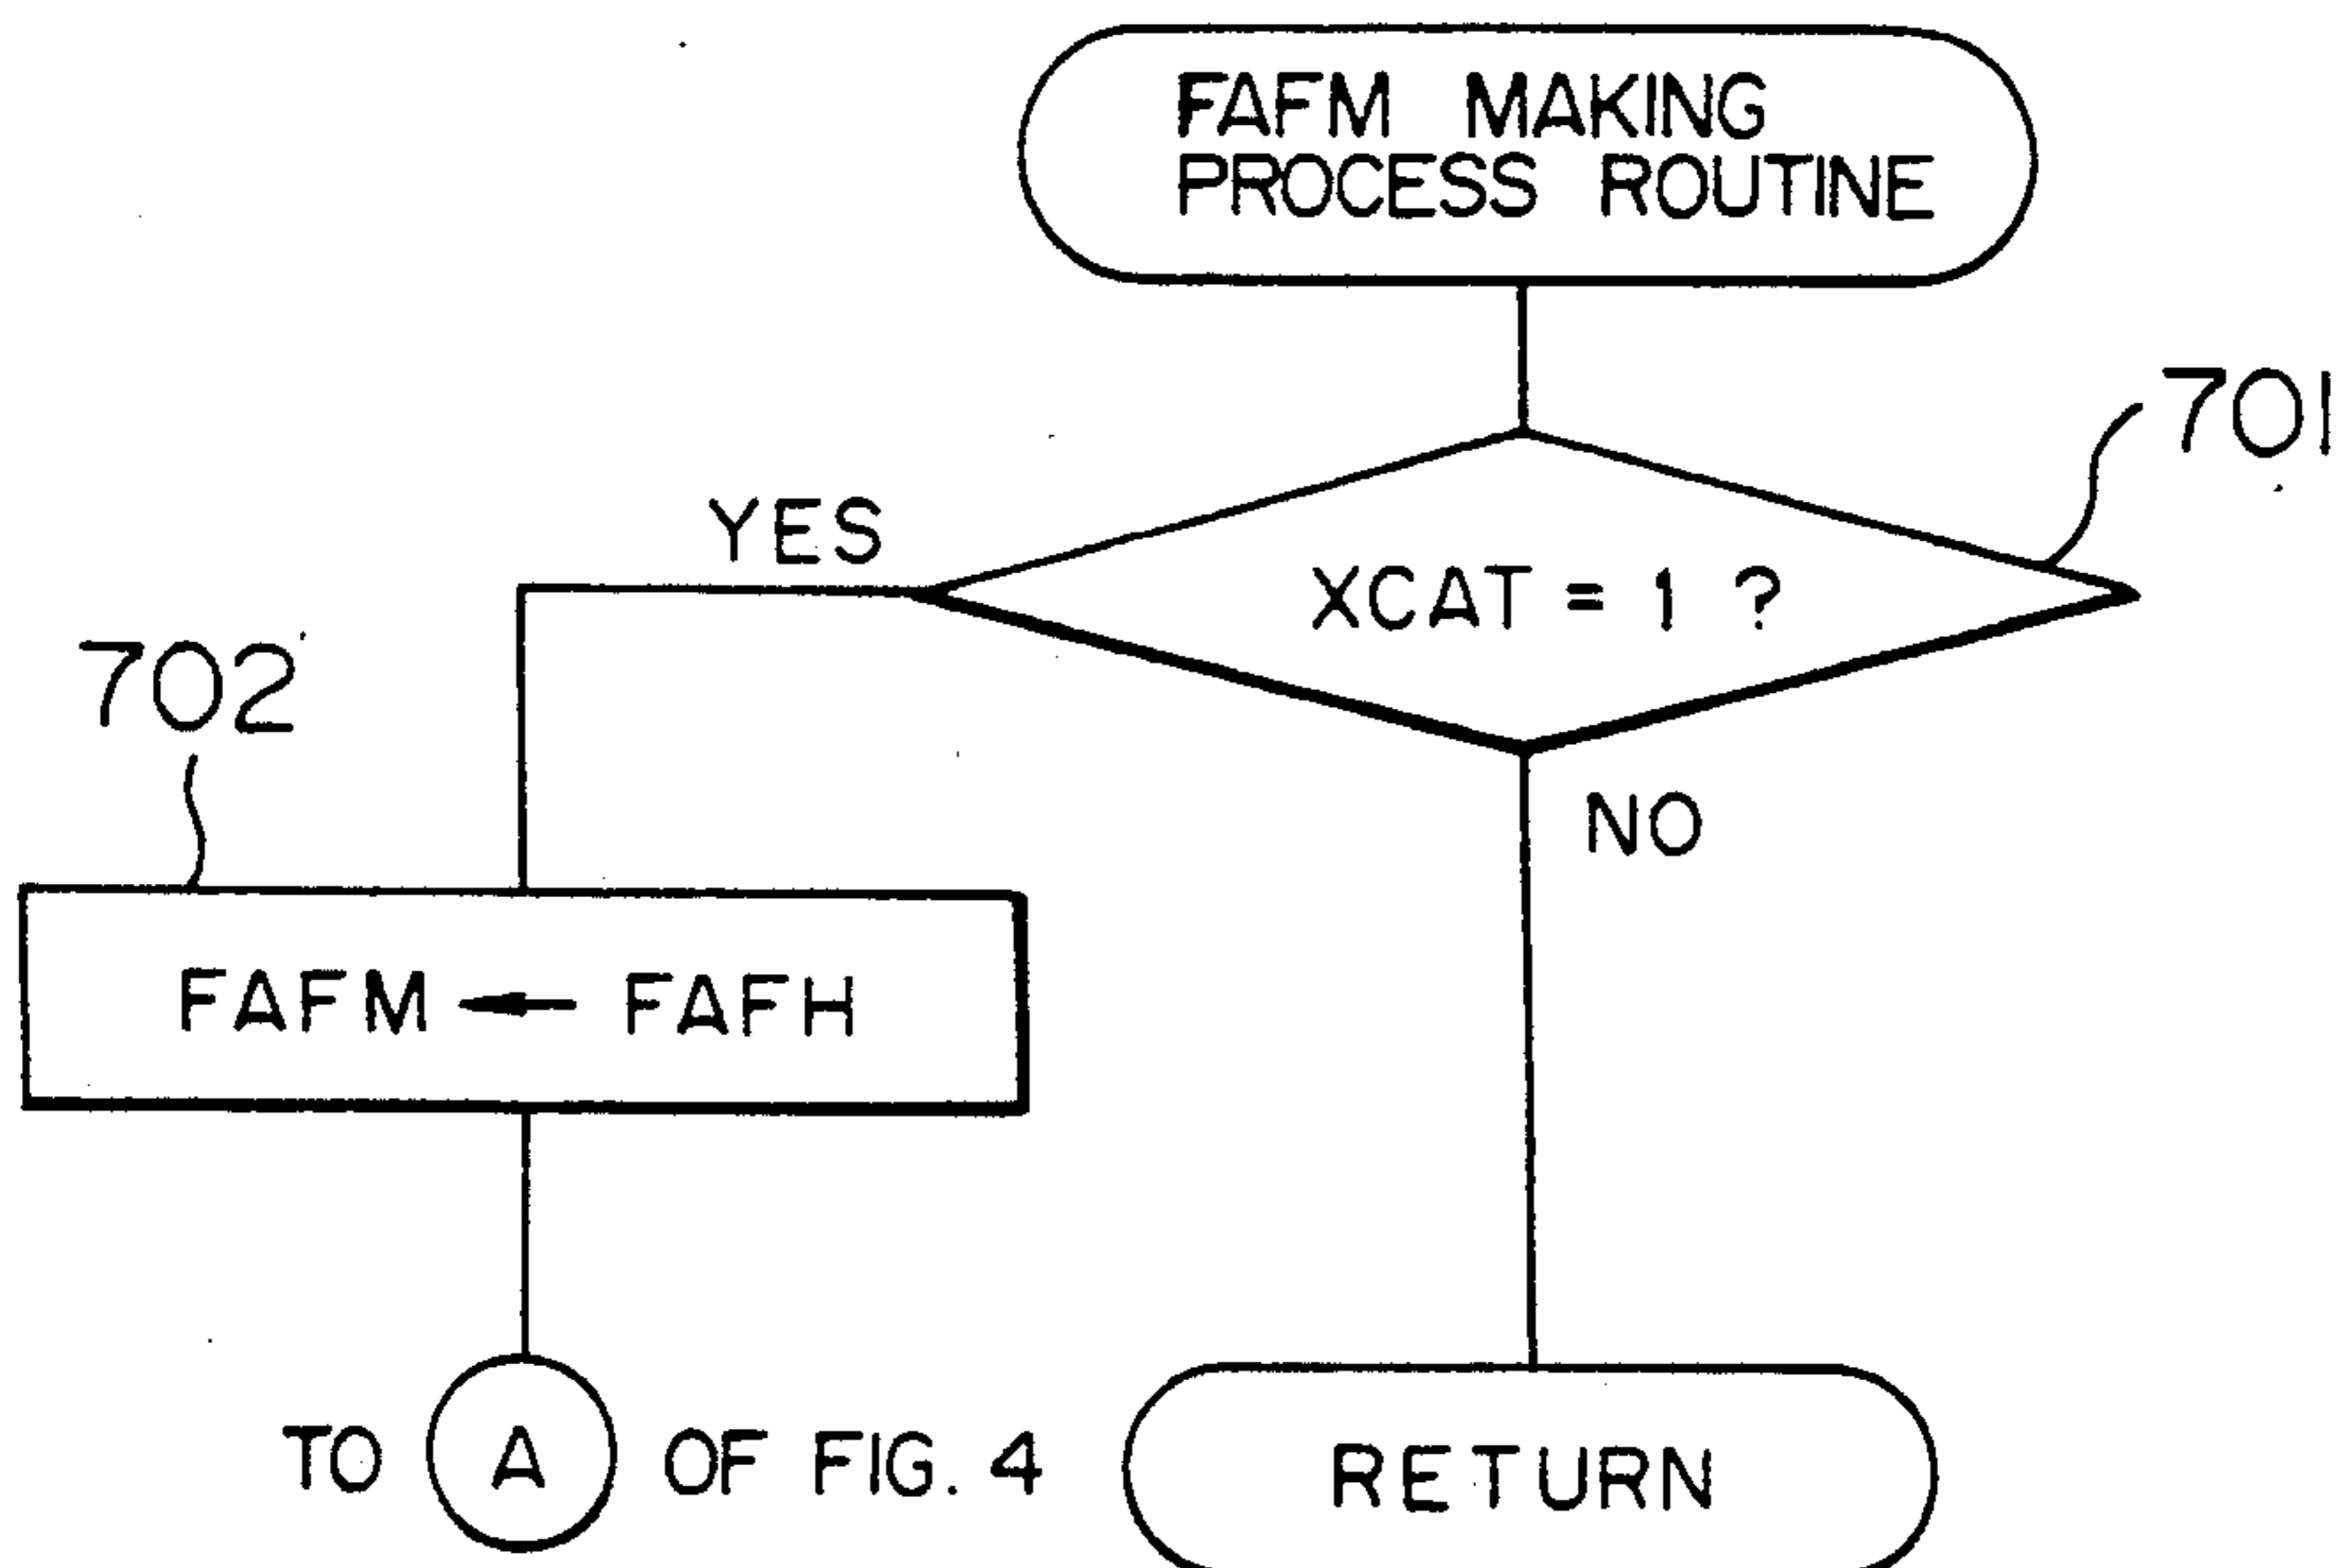 FAFM MAKING
PROCESS ROUTINE
701
YES
XCAT = 1 ?
702
NO
FAFM ← FAFH
TO A OF FIG. 4
RETURN